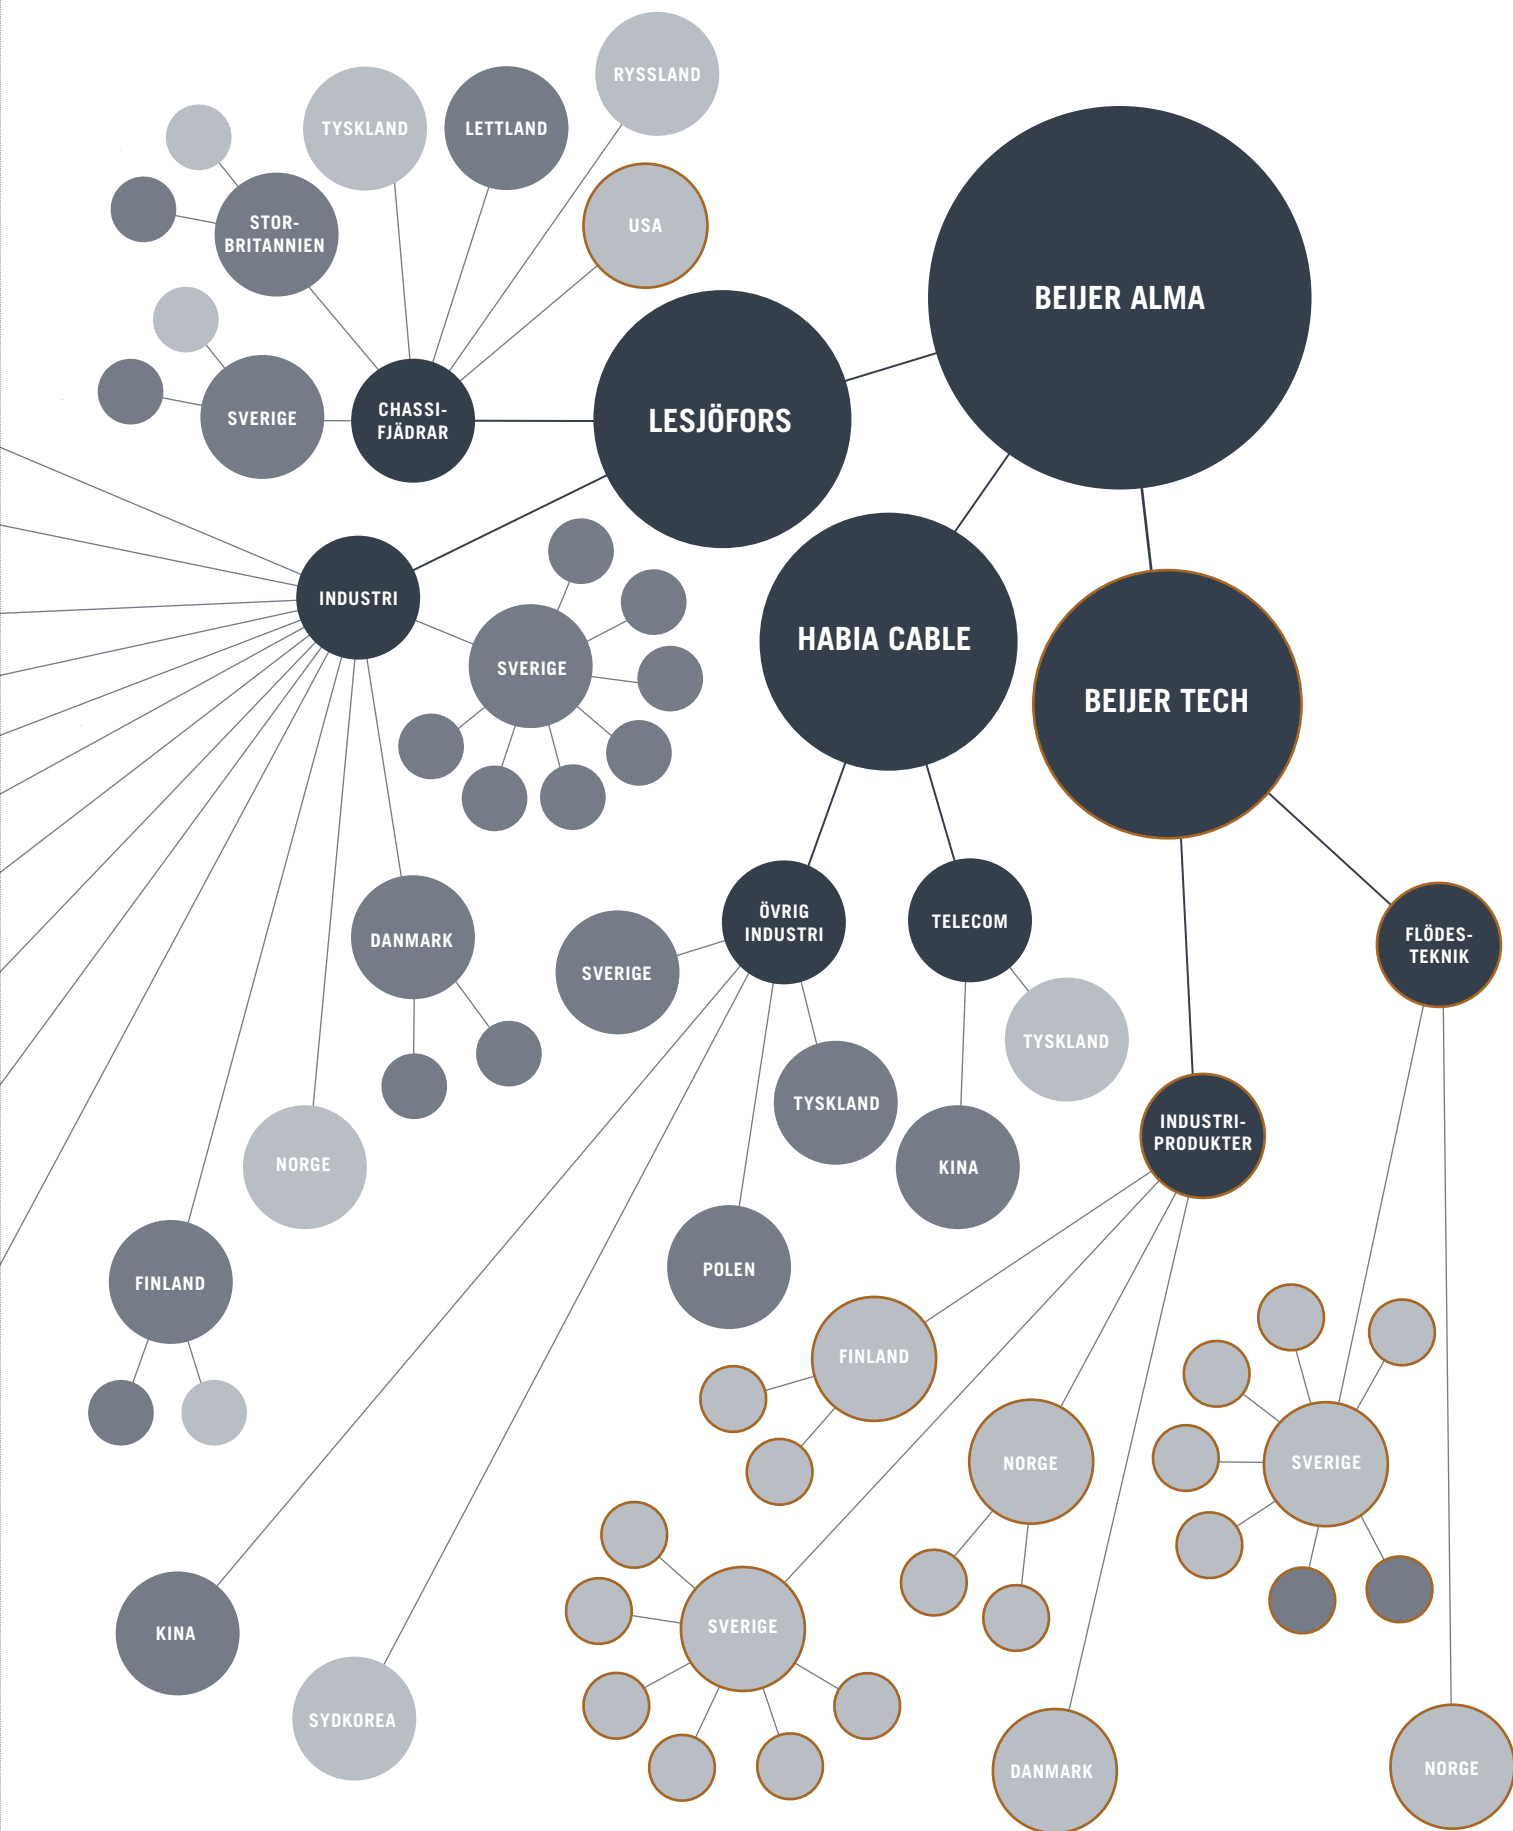 RYSSLAND
TYSKLAND
LETTLAND
USA
STOR-
BRITANNIEN
BEIJER ALMA
SVERIGE
CHASSI-
FJÄDRAR
LESJÖFORS
INDUSTRI
SVERIGE
HABIA CABLE
BEIJER TECH
DANMARK
SVERIGE
ÖVRIG
INDUSTRI
TELECOM
FLÖDES-
TEKNIK
TYSKLAND
TYSKLAND
INDUSTRI-
PRODUKTER
NORGE
KINA
FINLAND
POLEN
FINLAND
NORGE
SVERIGE
KINA
SVERIGE
SYDKOREA
DANMARK
NORGE